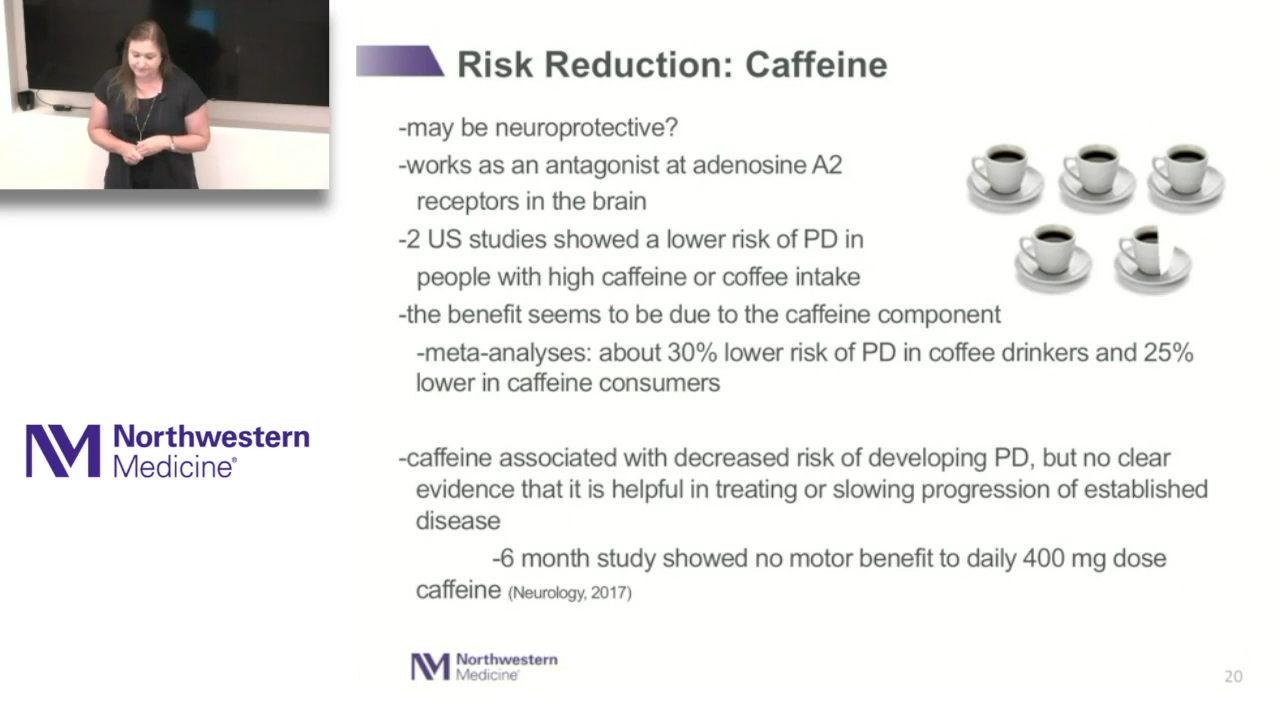 Risk Reduction: Caffeine
-may be neuroprotective?
-works as an antagonist at adenosine A2
receptors in the brain
-2 US studies showed a lower risk of PD in
people with high caffeine or coffee intake
-the benefit seems to be due to the caffeine component
-meta-analyses: about 30% lower risk of PD in coffee drinkers and 25%
lower in caffeine consumers
-caffeine associated with decreased risk of developing PD, but no clear
evidence that it is helpful in treating or slowing progression of established
disease
-6 month study showed no motor benefit to daily 400 mg dose
caffeine (Neurology, 2017)
NM Northwestern
Medicine®
NM Northwestern
Medicine®
20